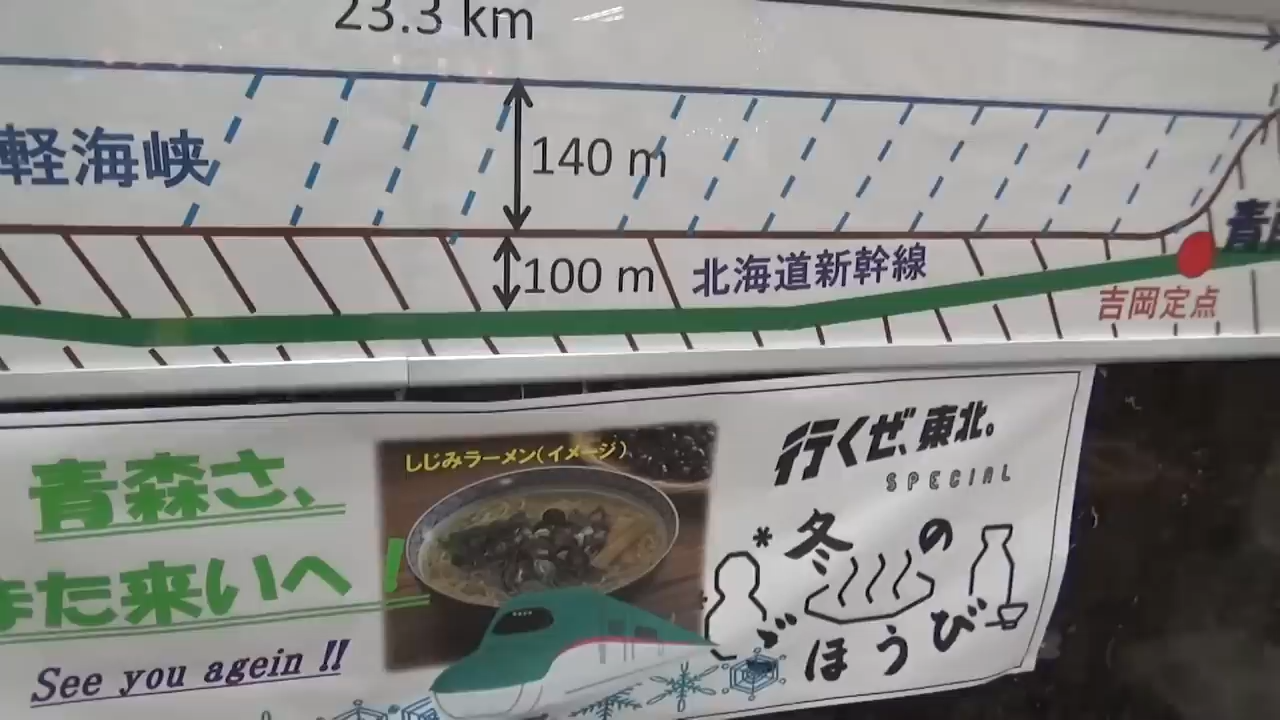 23.3 km
軽海峡
140 m
100 m
北海道新幹線
青
吉岡定点
青森さ、
また来いへ!
See you agein !!
しじみラーメン(イメージ)
行くぜ、東北。
SPECIAL
冬の
ごほうび